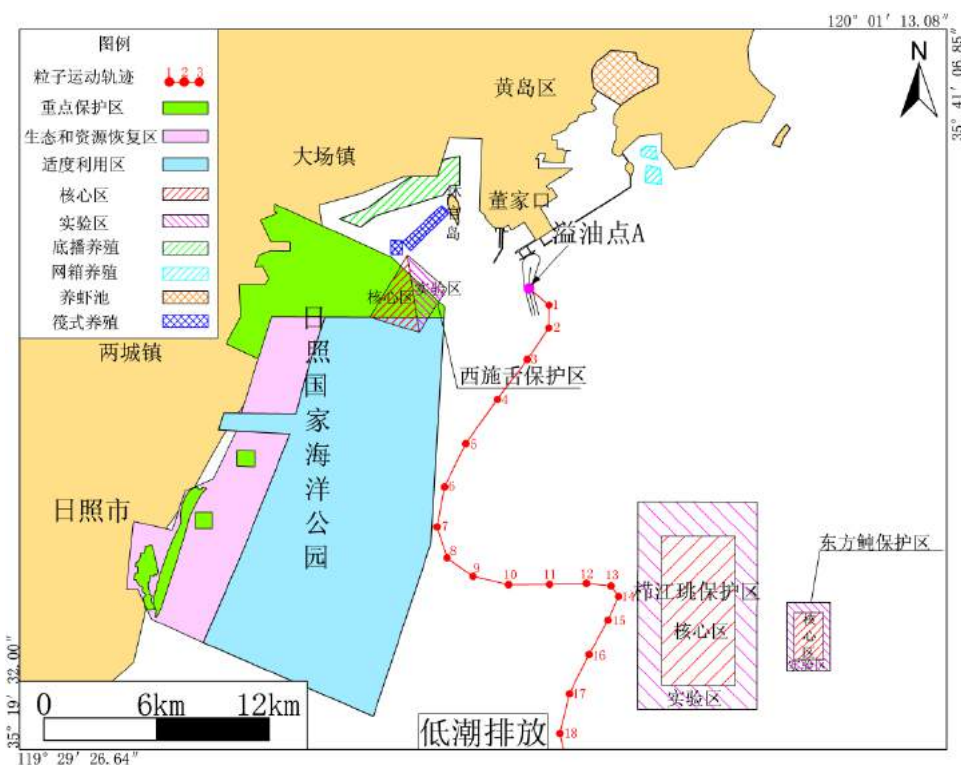 120° 01′ 13.08″
35° 41′ 06.85″
N
图例
粒子运动轨迹
1 2 3
重点保护区
生态和资源恢复区
适度利用区
核心区
实验区
底播养殖
网箱养殖
养虾池
筏式养殖
黄岛区
大场镇
董家口
溢油点A
核心区
实验区
两城镇
西施舌保护区
日照国家海洋公园
日照市
1
2
3
4
5
6
7
8
9
10
11
12
13
14
15
16
17
18
东方鲀保护区
核心区
实验区
核心区
实验区
0 6km 12km
低潮排放
35° 19′ 32.00″
119° 29′ 26.64″